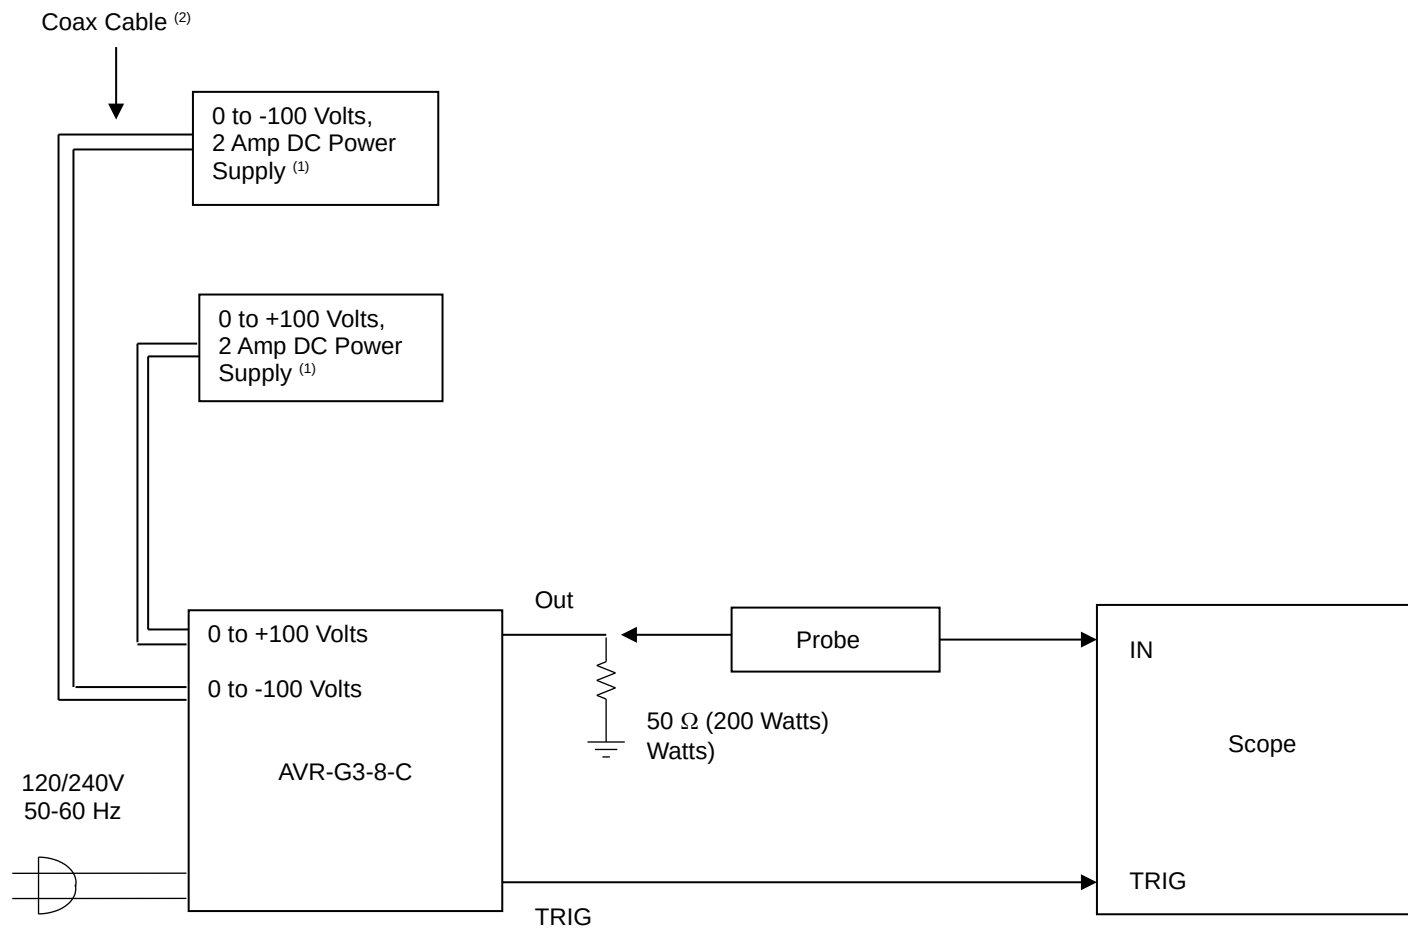 Coax Cable (2)
0 to -100 Volts,
2 Amp DC Power
Supply (1)
0 to +100 Volts,
2 Amp DC Power
Supply (1)
Out
0 to +100 Volts
Probe
IN
0 to -100 Volts
50 Ω (200 Watts)
Watts)
Scope
AVR-G3-8-C
120/240V
50-60 Hz
TRIG
TRIG